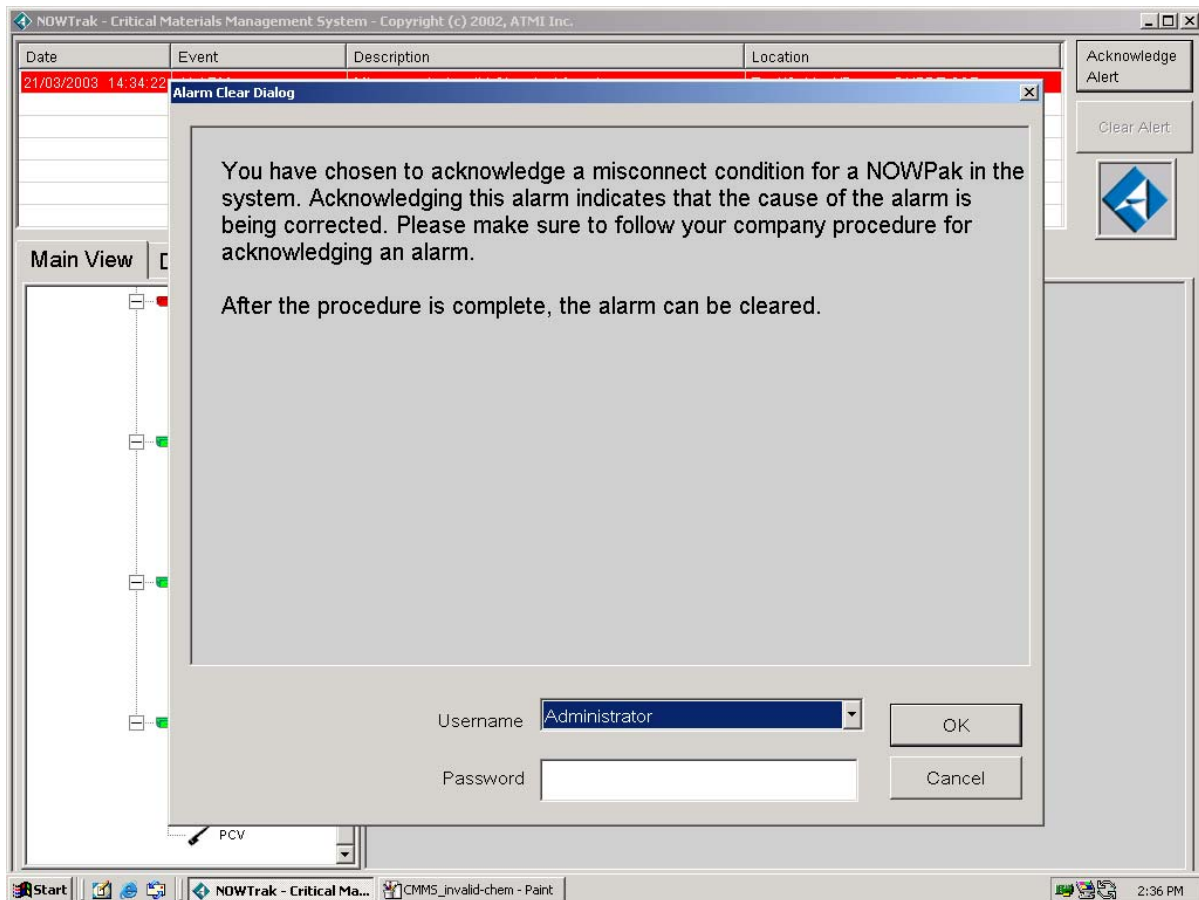 NOWTrak - Critical Materials Management System - Copyright (c) 2002, ATMI Inc.
Date Event Description Location
Acknowledge
Alert
21/03/2003 14:34:22
Clear Alert
Alarm Clear Dialog
You have chosen to acknowledge a misconnect condition for a NOWPak in the
system. Acknowledging this alarm indicates that the cause of the alarm is
being corrected. Please make sure to follow your company procedure for
acknowledging an alarm.
After the procedure is complete, the alarm can be cleared.
Main View
Username Administrator
OK
Password
Cancel
PCV
Start NOWTrak - Critical Ma... CMMS_invalid-chem - Paint 2:36 PM